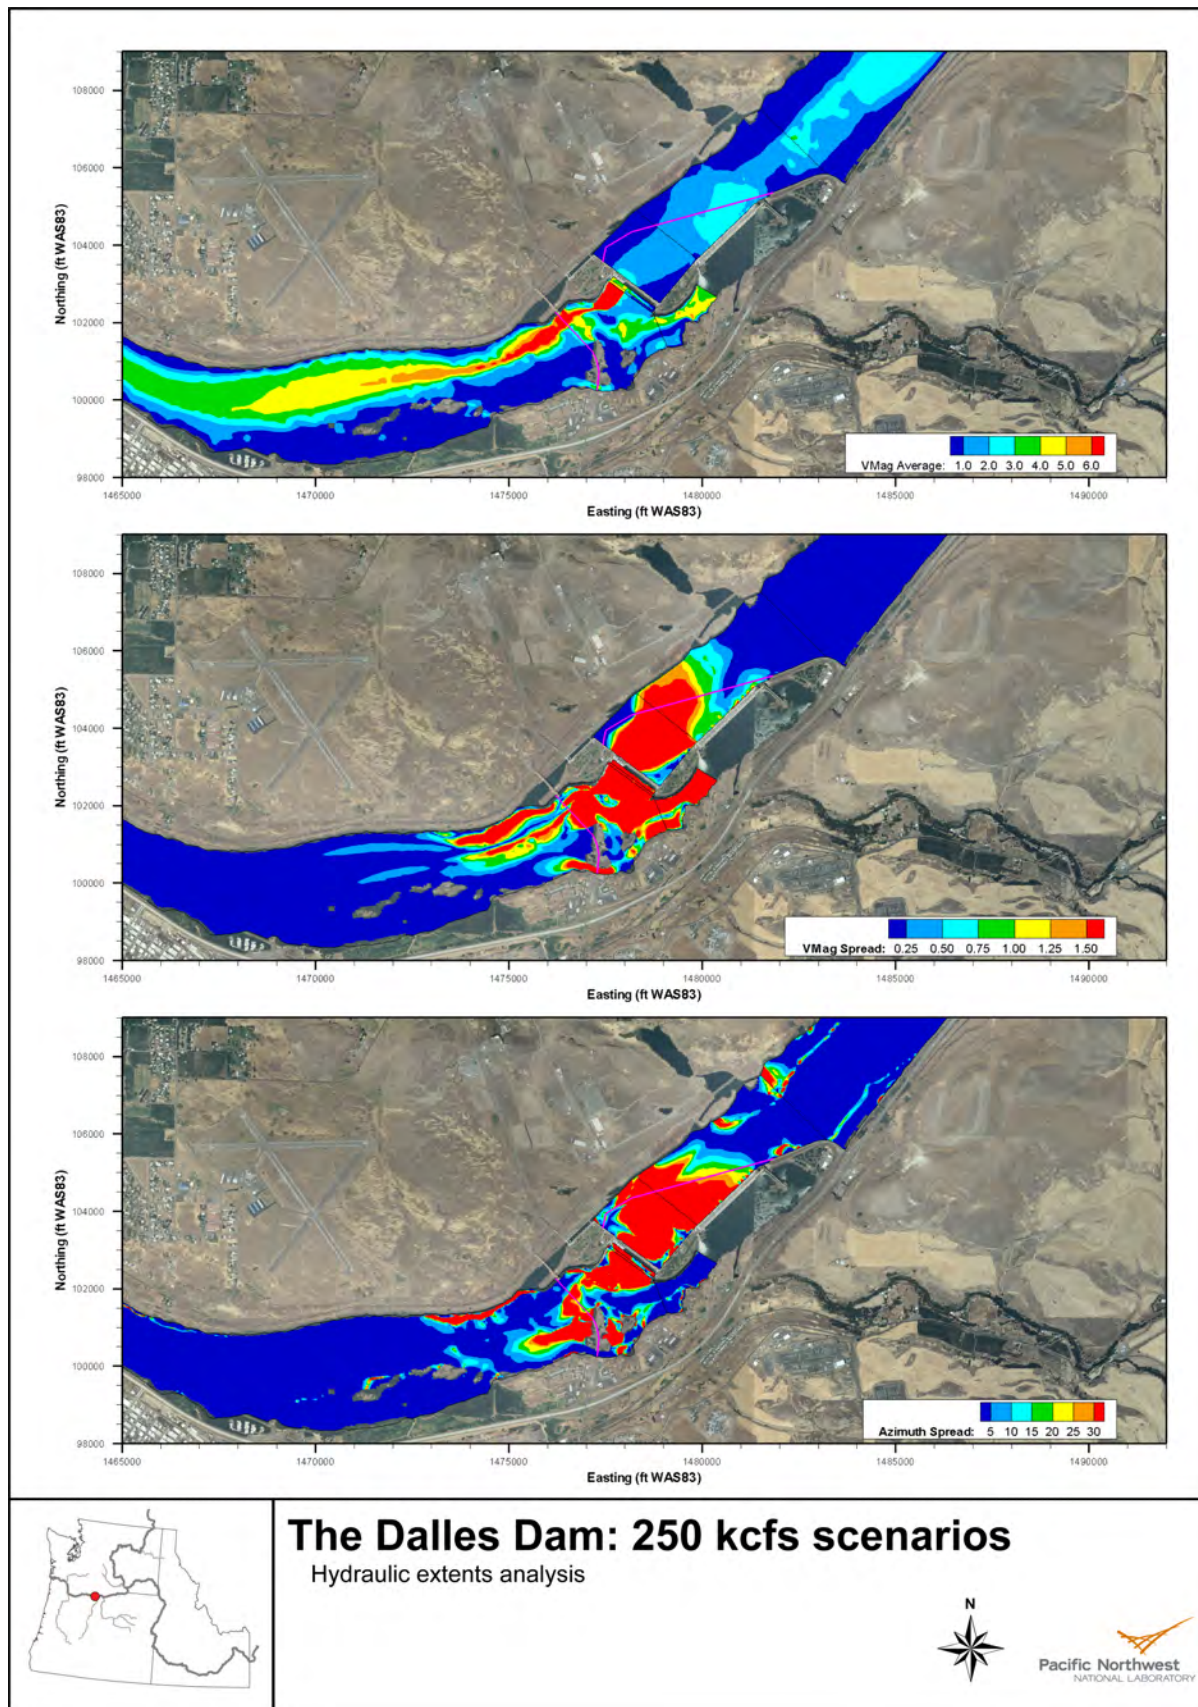 108000
106000
104000
102000
100000
98000
Northing (ft WAS83)
VMag Average: 1.0 2.0 3.0 4.0 5.0 6.0
1465000 1470000 1475000 1480000 1485000 1490000
Easting (ft WAS83)
108000
106000
104000
102000
100000
98000
Northing (ft WAS83)
VMag Spread: 0.25 0.50 0.75 1.00 1.25 1.50
1465000 1470000 1475000 1480000 1485000 1490000
Easting (ft WAS83)
108000
106000
104000
102000
100000
98000
Northing (ft WAS83)
Azimuth Spread: 5 10 15 20 25 30
1465000 1470000 1475000 1480000 1485000 1490000
Easting (ft WAS83)
The Dalles Dam: 250 kcfs scenarios
Hydraulic extents analysis
N
Pacific Northwest
NATIONAL LABORATORY